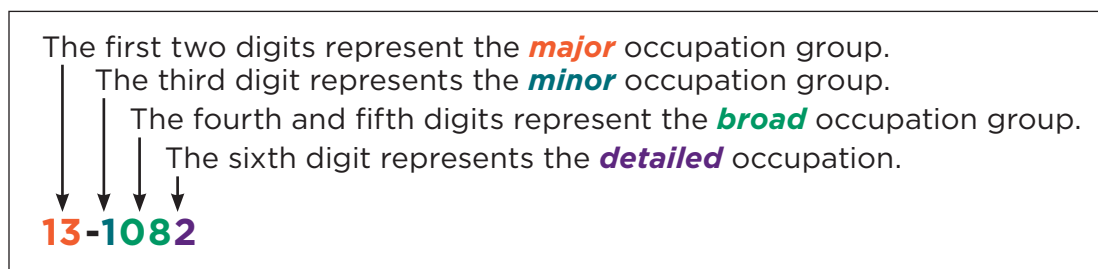 The first two digits represent the major occupation group.
The third digit represents the minor occupation group.
The fourth and fifth digits represent the broad occupation group.
The sixth digit represents the detailed occupation.
13-1082